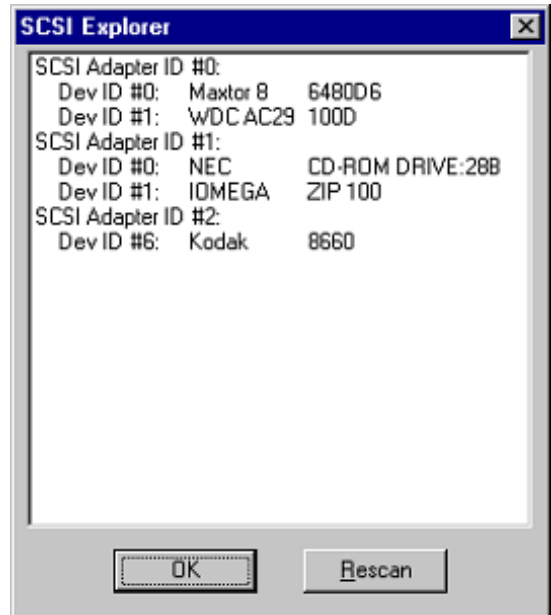 SCSI Explorer
SCSI Adapter ID #0:
Dev ID #0: Maxtor 8 6480D6
Dev ID #1: WDC AC29 100D
SCSI Adapter ID #1:
Dev ID #0: NEC CD-ROM DRIVE:28B
Dev ID #1: IOMEGA ZIP 100
SCSI Adapter ID #2:
Dev ID #6: Kodak 8660
OK Rescan